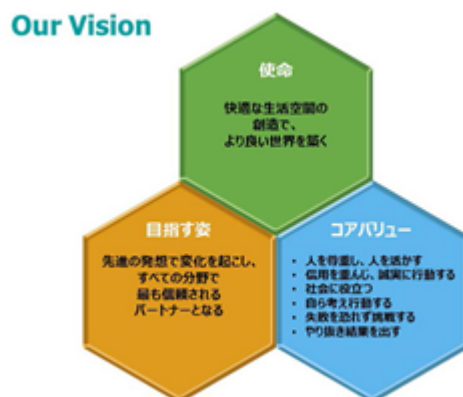 Our Vision
使命
快適な生活空間の
創造で、
より良い世界を築く
目指す姿
先進の発想で変化を起こし、
すべての分野で
最も信頼される
パートナーとなる
コアバリュー
• 人を尊重し、人を活かす
• 信用を重んじ、誠実に行動する
• 社会に役立つ
• 自ら考え行動する
• 失敗を恐れず挑戦する
• やり抜き結果を出す